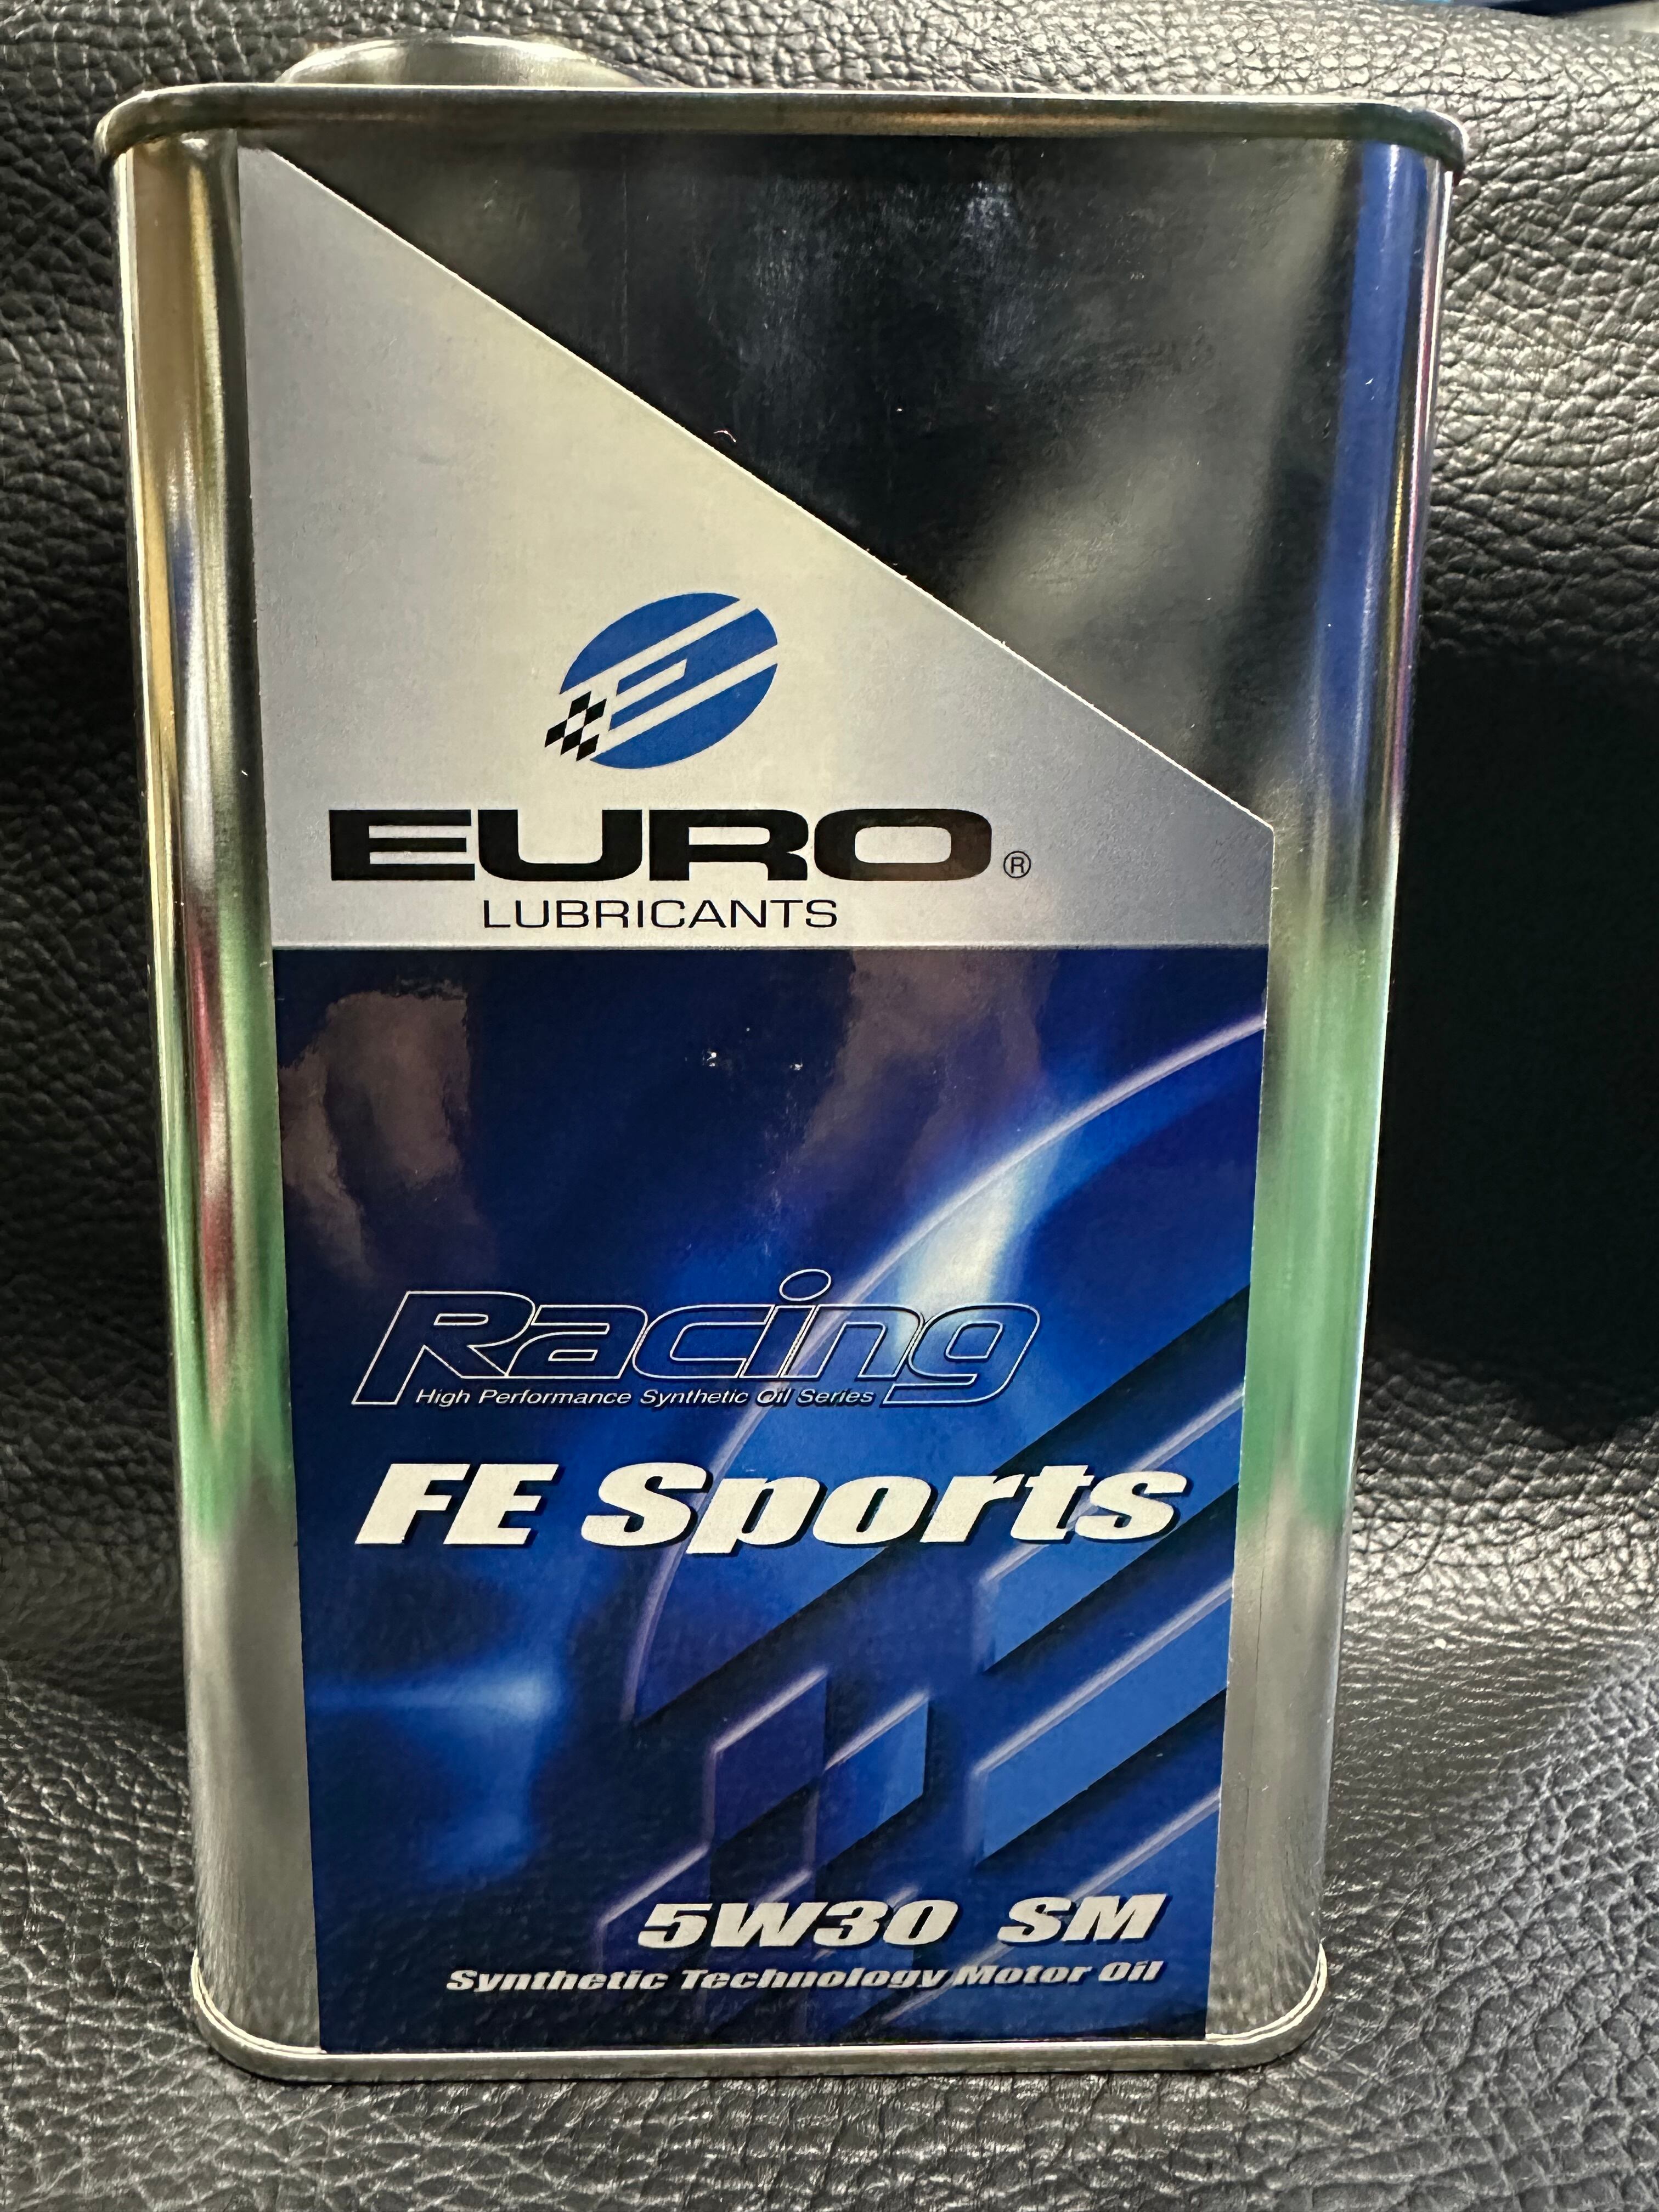 EURO®
LUBRICANTS
Racing
High Performance Synthetic Oil Series
FE Sports
5W30 SM
Synthetic Technology Motor Oil